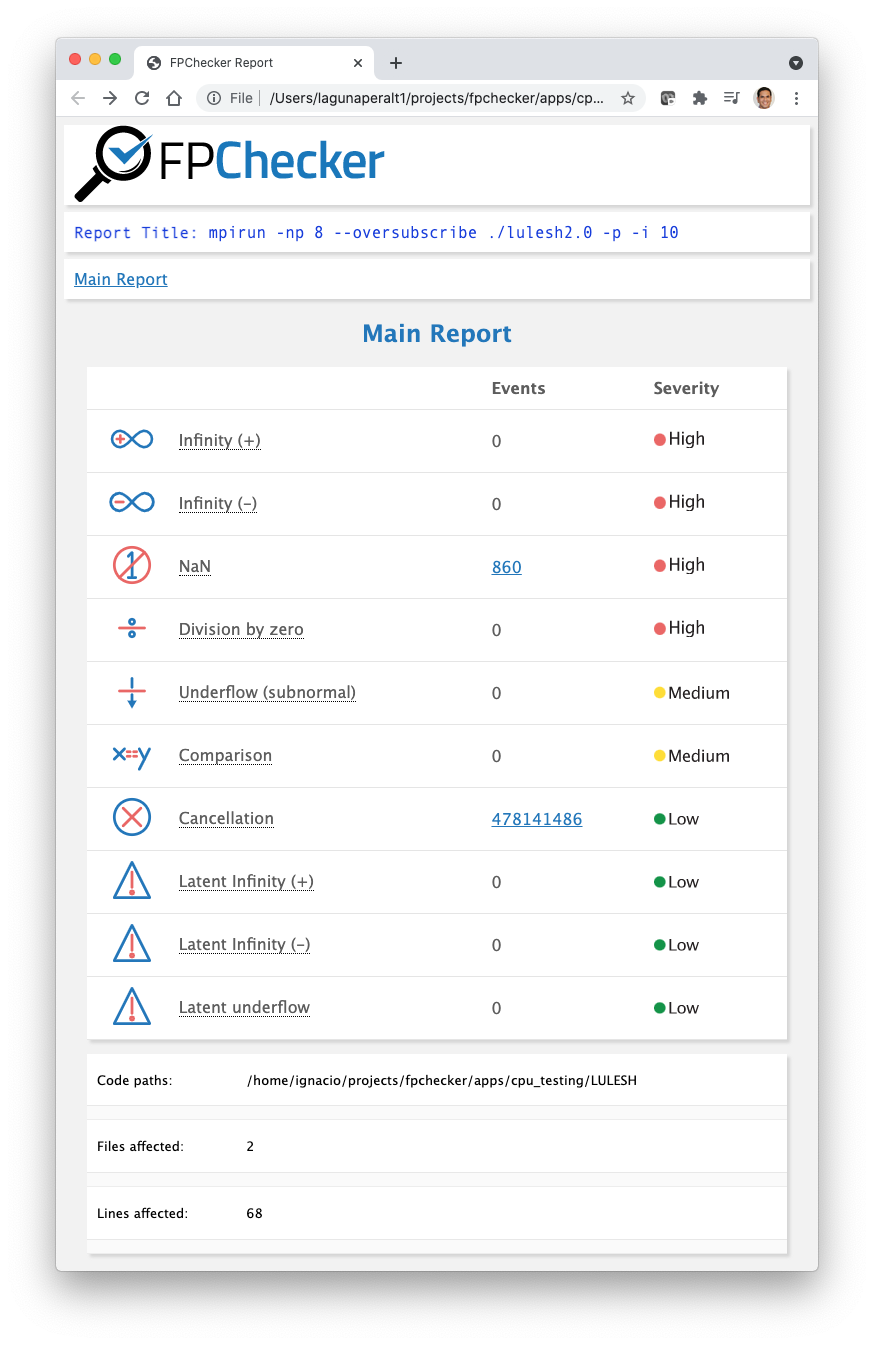 FPChecker Report
File
/Users/lagunaperalt1/projects/fpchecker/apps/cp...
FPChecker
Report Title: mpirun -np 8 --oversubscribe ./lulesh2.0 -p -i 10
Main Report
Main Report
Events Severity
Infinity (+) 0 High
Infinity (-) 0 High
1 NaN 860 High
Division by zero 0 High
Underflow (subnormal) 0 Medium
x==y Comparison 0 Medium
Cancellation 478141486 Low
! Latent Infinity (+) 0 Low
! Latent Infinity (-) 0 Low
! Latent underflow 0 Low
Code paths: /home/ignacio/projects/fpchecker/apps/cpu_testing/LULESH
Files affected: 2
Lines affected: 68